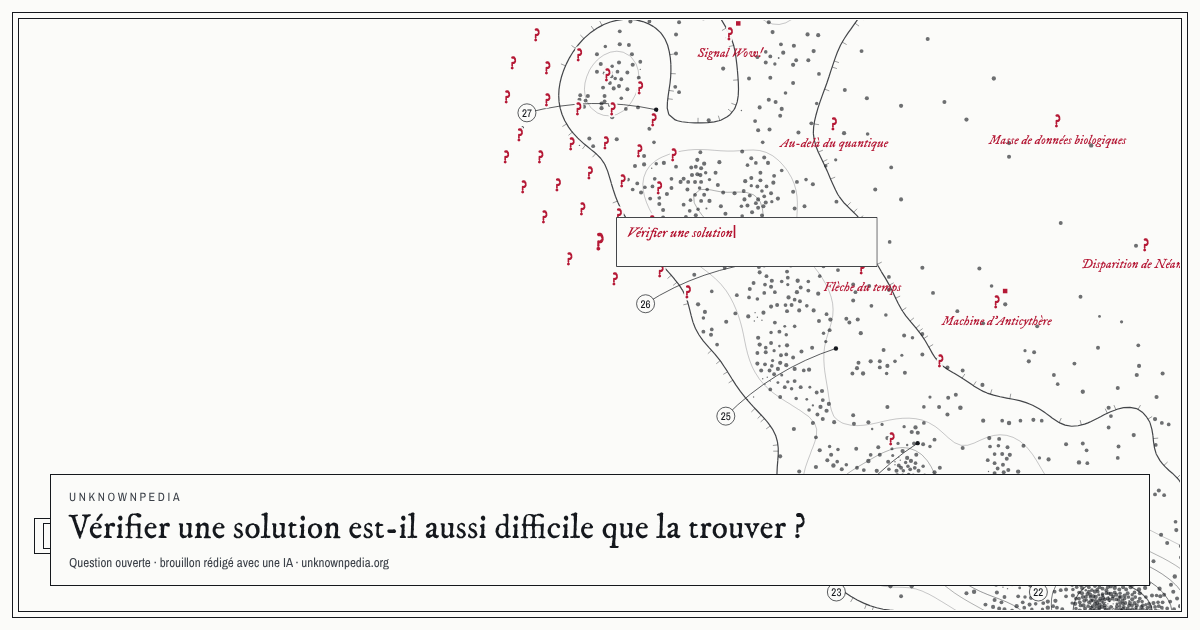 Signal Wow!
27
Au-delà du quantique
Masse de données biologiques
Vérifier une solution
Disparition de Néan
Flèche du temps
26
Machine d'Anticythère
25
UNKNOWNPEDIA
Vérifier une solution est-il aussi difficile que la trouver ?
Question ouverte · brouillon rédigé avec une IA · unknownpedia.org
23
22